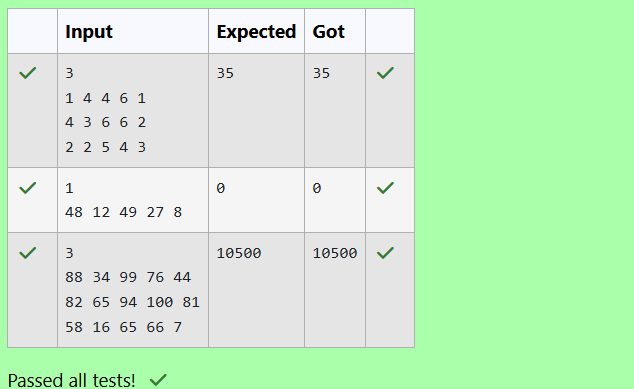 Input Expected Got
3 35 35
1 4 4 6 1
4 3 6 6 2
2 2 5 4 3
1 0 0
48 12 49 27 8
3 10500 10500
88 34 99 76 44
82 65 94 100 81
58 16 65 66 7
Passed all tests!